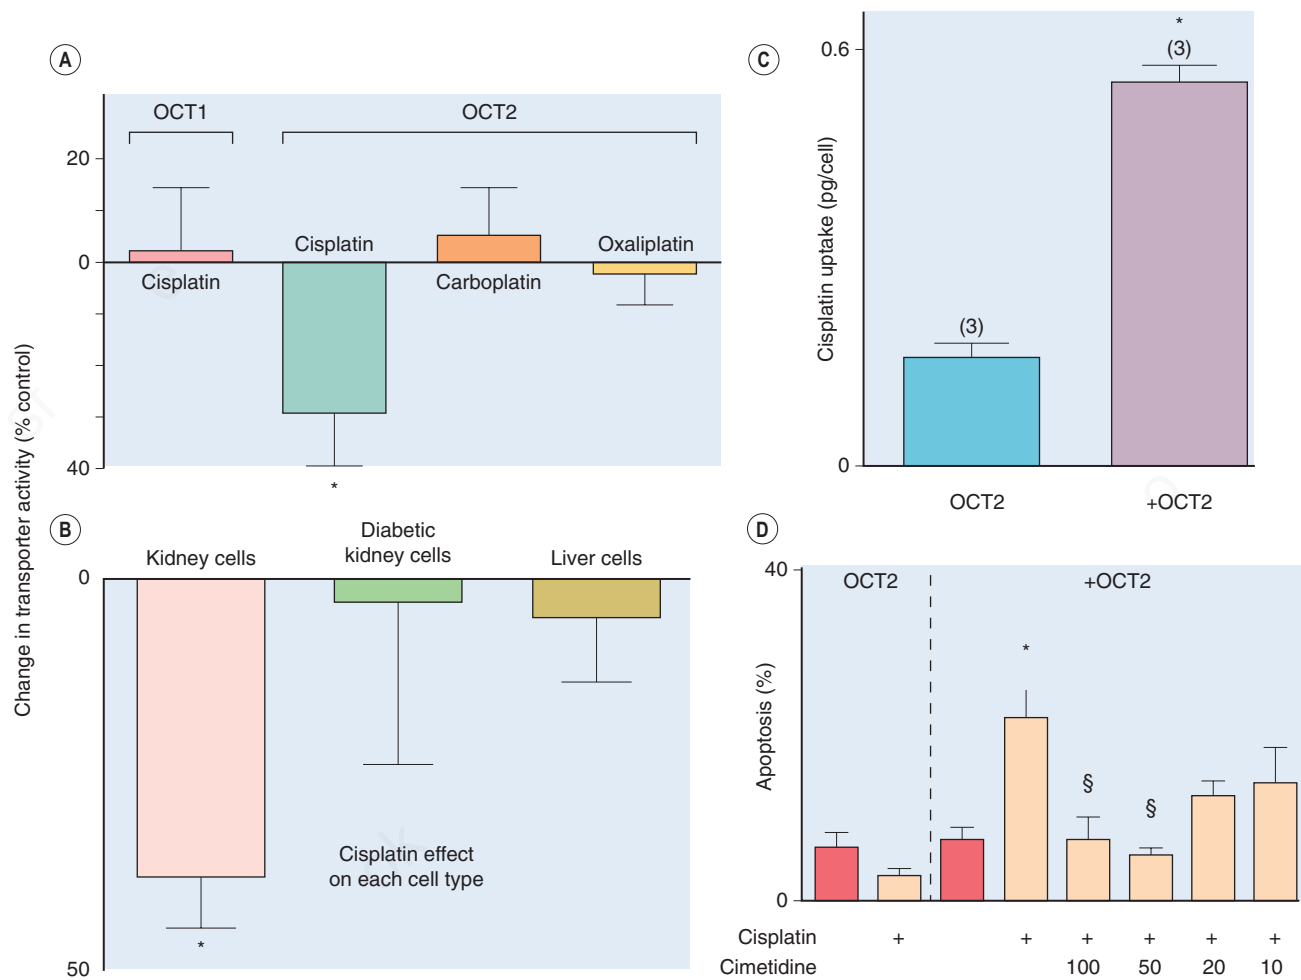 A
OCT1
OCT2
20
0
40
Cisplatin
Cisplatin
Carboplatin
Oxaliplatin
*
Change in transporter activity (% control)
B
Kidney cells
Diabetic
kidney cells
Liver cells
0
50
*
Cisplatin effect
on each cell type
C
Cisplatin uptake (pg/cell)
0.6
0
(3)
*
(3)
OCT2
+OCT2
D
Apoptosis (%)
40
0
OCT2
+OCT2
*
§
§
Cisplatin + + + + + +
Cimetidine 100 50 20 10